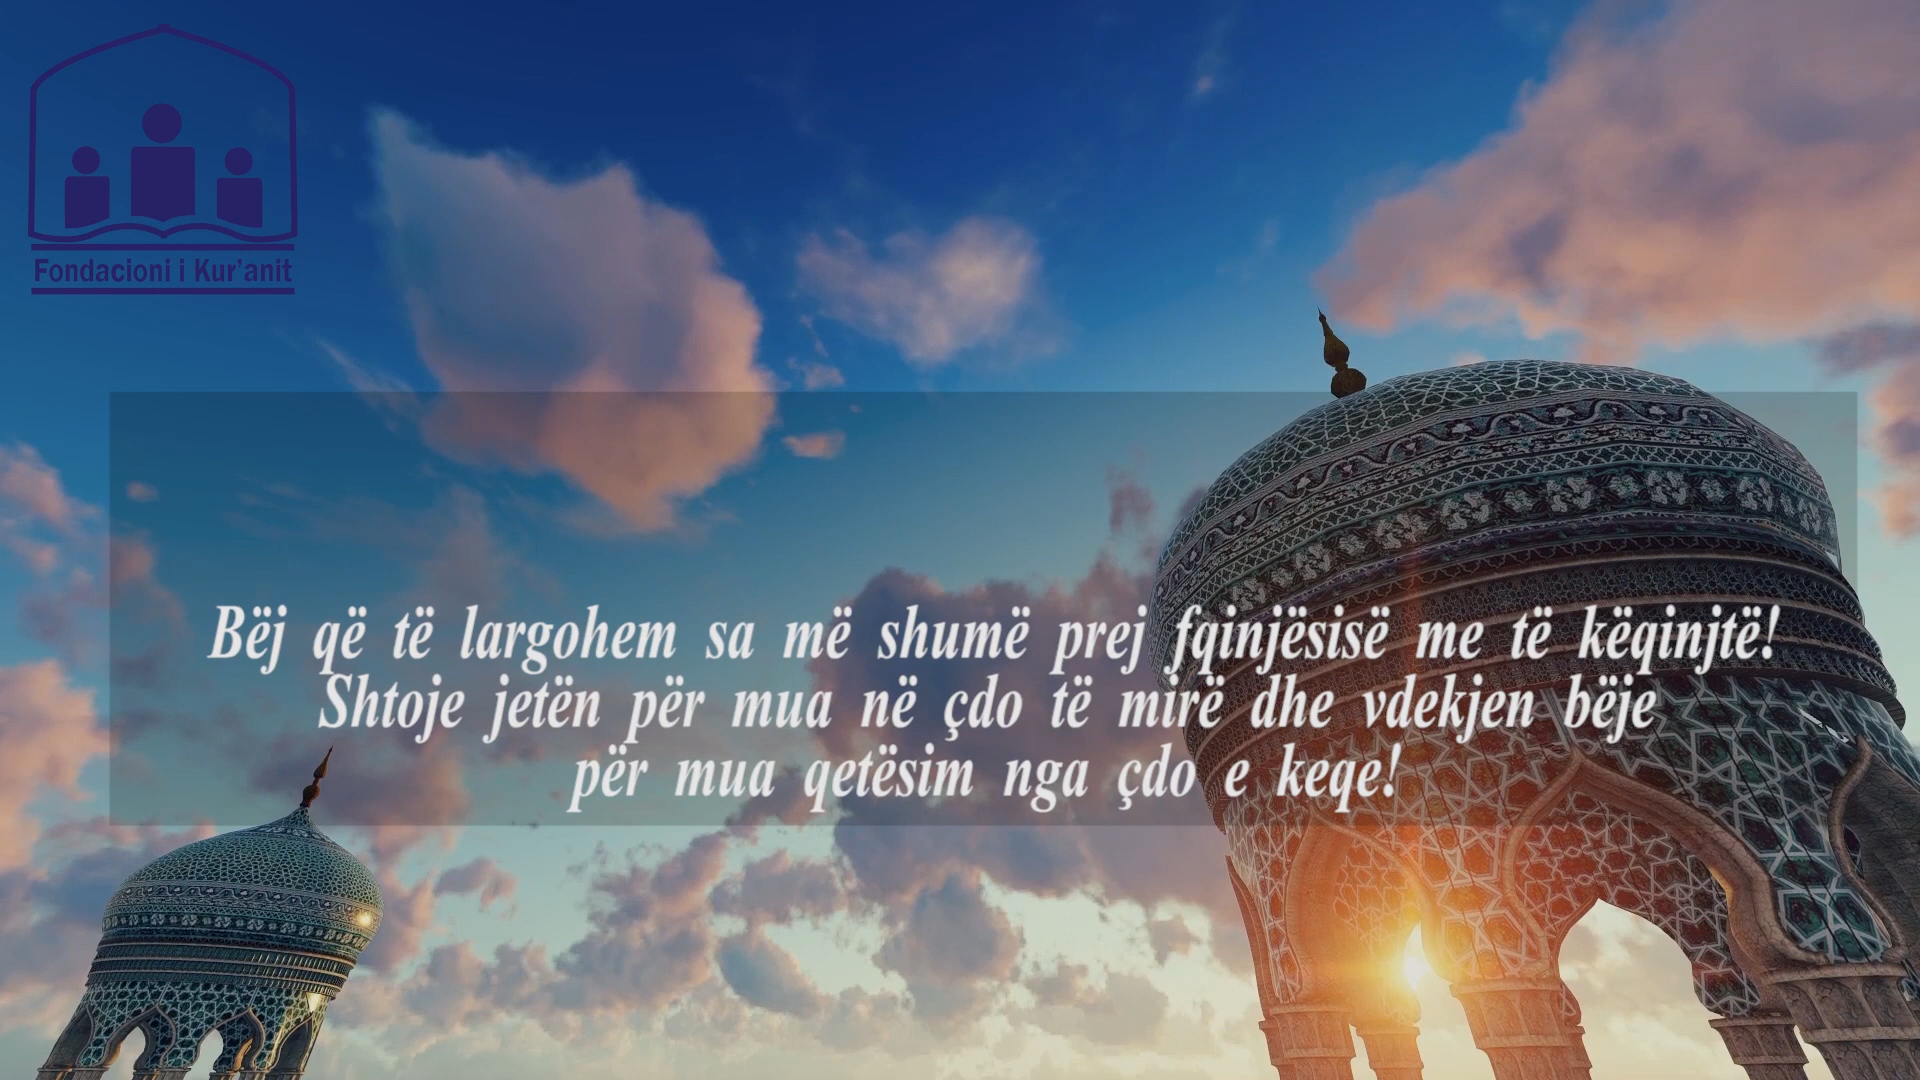 Fondacioni i Kur'anit
Bëj që të largohem sa më shumë prej fqinjësisë me të këqinjtë!
Shtoje jetën për mua në çdo të mirë dhe vdekjen bëje
për mua qetësim nga çdo e keqe!